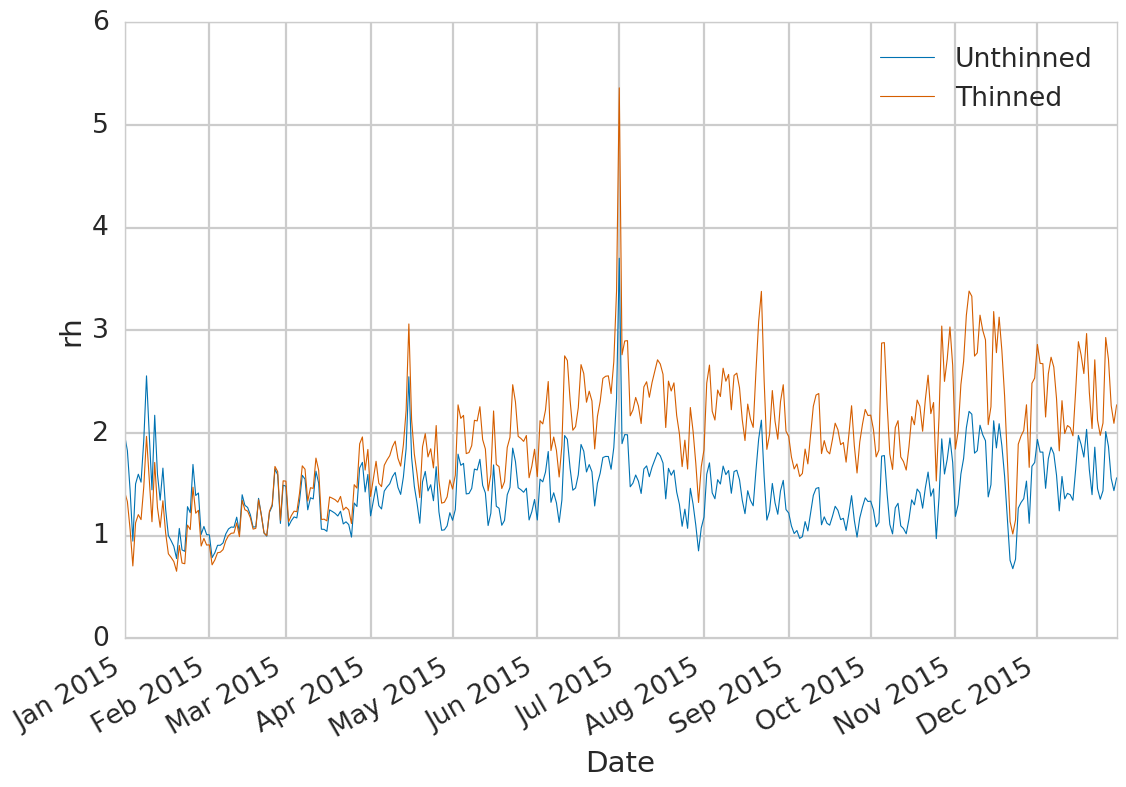 6
5
4
3
2
1
0
rh
Unthinned
Thinned
Jan 2015
Feb 2015
Mar 2015
Apr 2015
May 2015
Jun 2015
Jul 2015
Aug 2015
Sep 2015
Oct 2015
Nov 2015
Dec 2015
Date